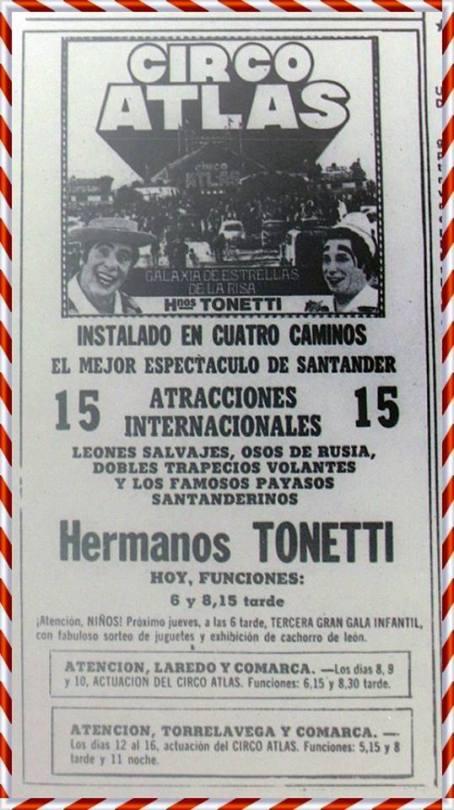 CIRCO
ATLAS
CIRCO
ATLAS
GALAXIA DE ESTRELLAS
DE LA RISA
Hnos TONETTI
INSTALADO EN CUATRO CAMINOS
EL MEJOR ESPECTACULO DE SANTANDER
15 ATRACCIONES 15
INTERNACIONALES
LEONES SALVAJES, OSOS DE RUSIA,
DOBLES TRAPECIOS VOLANTES
Y LOS FAMOSOS PAYASOS
SANTANDERINOS
Hermanos TONETTI
HOY, FUNCIONES:
6 y 8,15 tarde
¡Atención, NIÑOS! Próximo jueves, a las 6 tarde, TERCERA GRAN GALA INFANTIL,
con fabuloso sorteo de juguetes y exhibición de cachorro de león.
ATENCION, LAREDO Y COMARCA. —Los días 8, 9
y 10, ACTUACION DEL CIRCO ATLAS. Funciones: 6,15 y 8,30 tarde.
ATENCION, TORRELAVEGA Y COMARCA. —
Los días 12 al 16, actuación del CIRCO ATLAS. Funciones: 5,15 y 8
tarde y 11 noche.